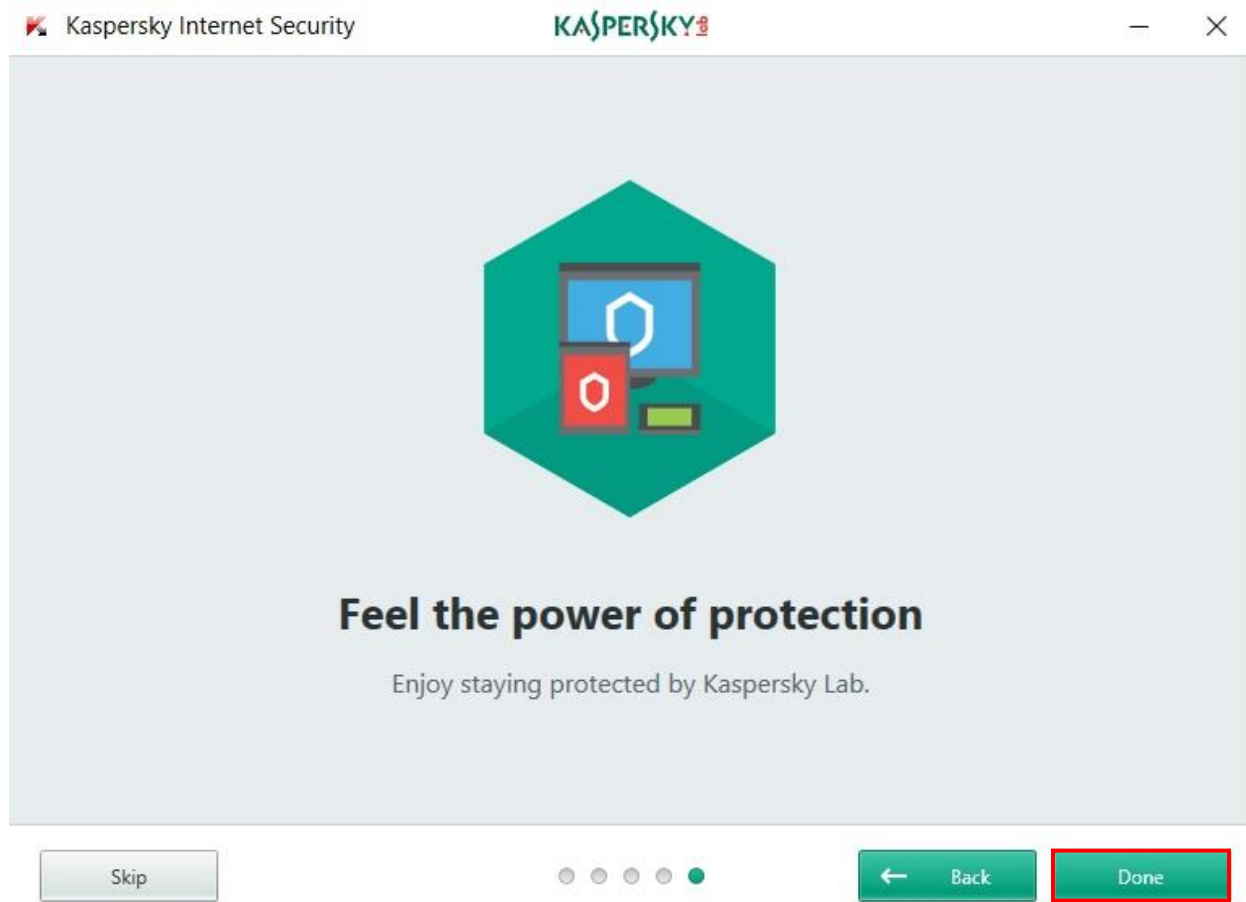 Kaspersky Internet Security
KASPERSKY lab
Feel the power of protection
Enjoy staying protected by Kaspersky Lab.
Skip
Back
Done